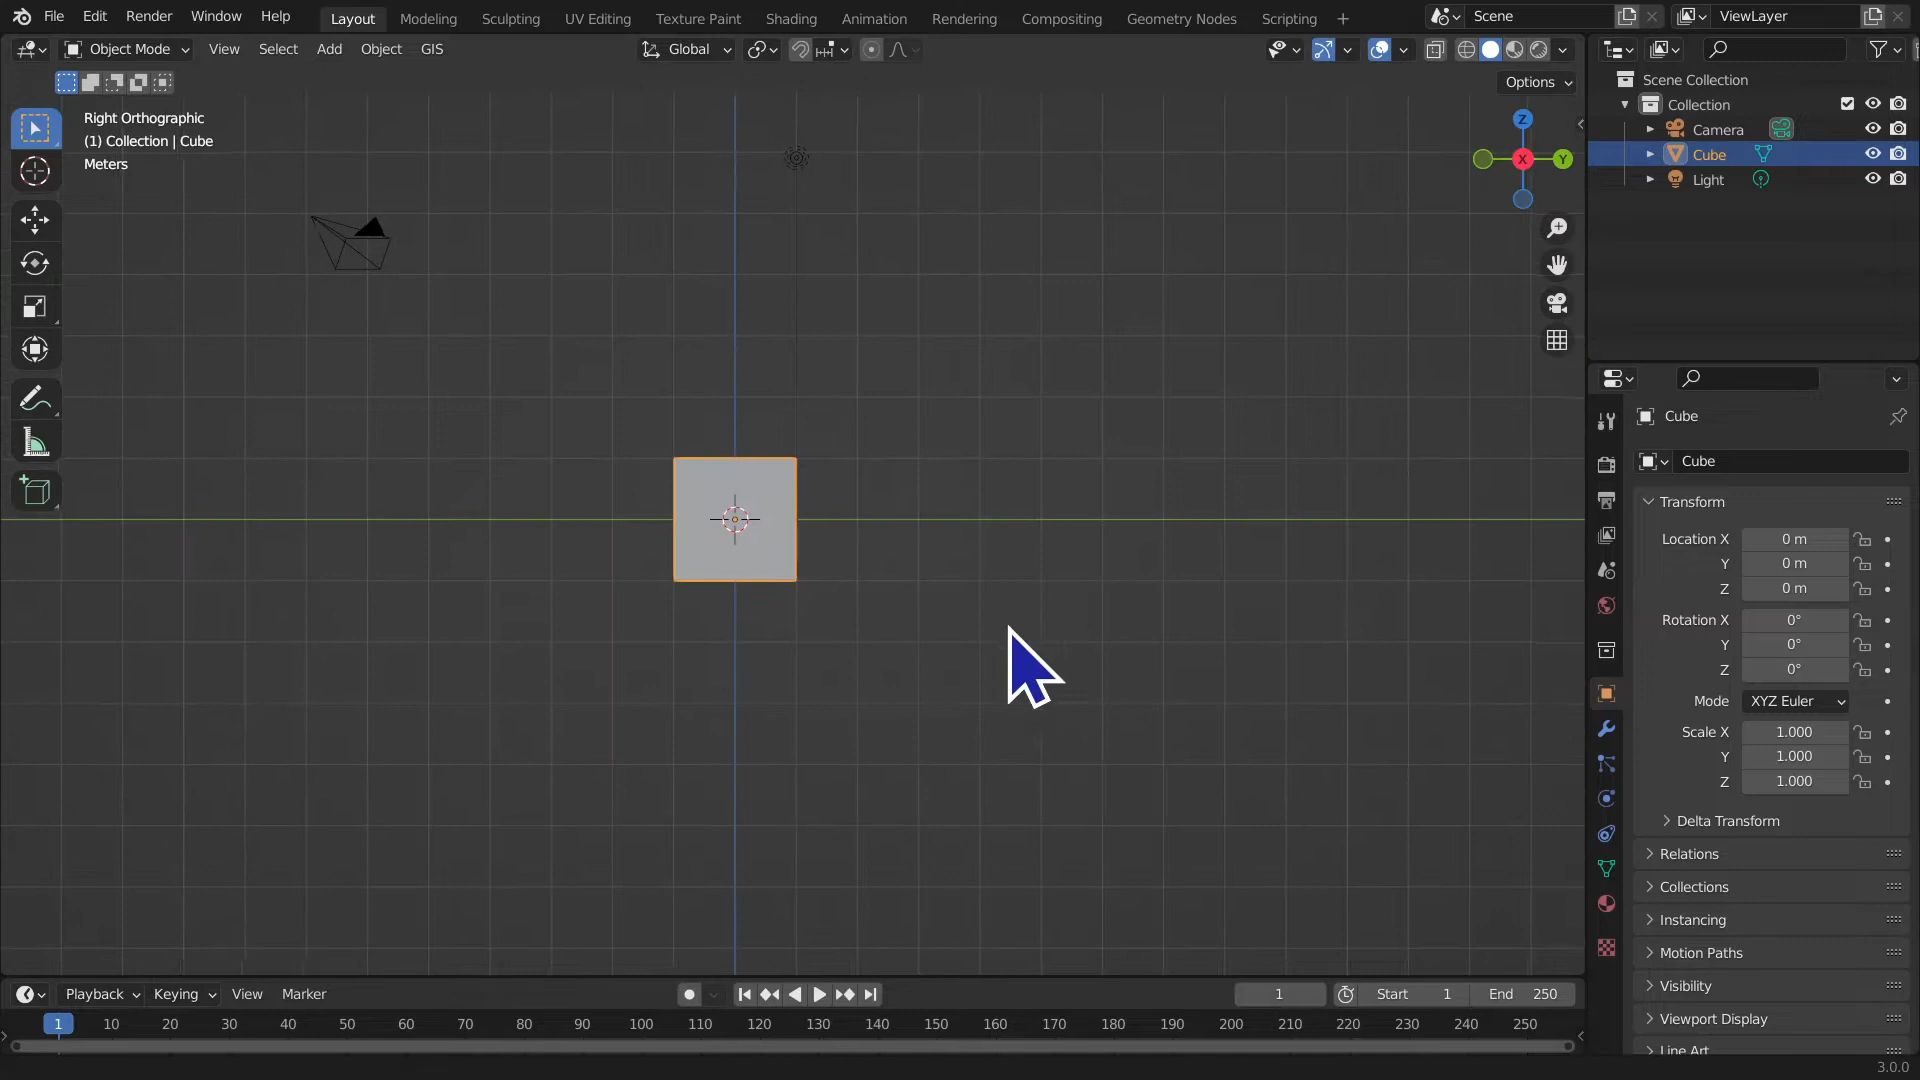 File Edit Render Window Help Layout Modeling Sculpting UV Editing Texture Paint Shading Animation Rendering Compositing Geometry Nodes Scripting + Scene ViewLayer
Object Mode View Select Add Object GIS Global
Options
Right Orthographic
(1) Collection | Cube
Meters
Z
X
Y
Scene Collection
Collection
Camera
Cube
Light
Cube
Cube
Transform
Location X 0 m
Y 0 m
Z 0 m
Rotation X 0°
Y 0°
Z 0°
Mode XYZ Euler
Scale X 1.000
Y 1.000
Z 1.000
Delta Transform
Relations
Collections
Instancing
Motion Paths
Visibility
Viewport Display
Line Art
Playback Keying View Marker 1 Start 1 End 250
1 10 20 30 40 50 60 70 80 90 100 110 120 130 140 150 160 170 180 190 200 210 220 230 240 250
3.0.0